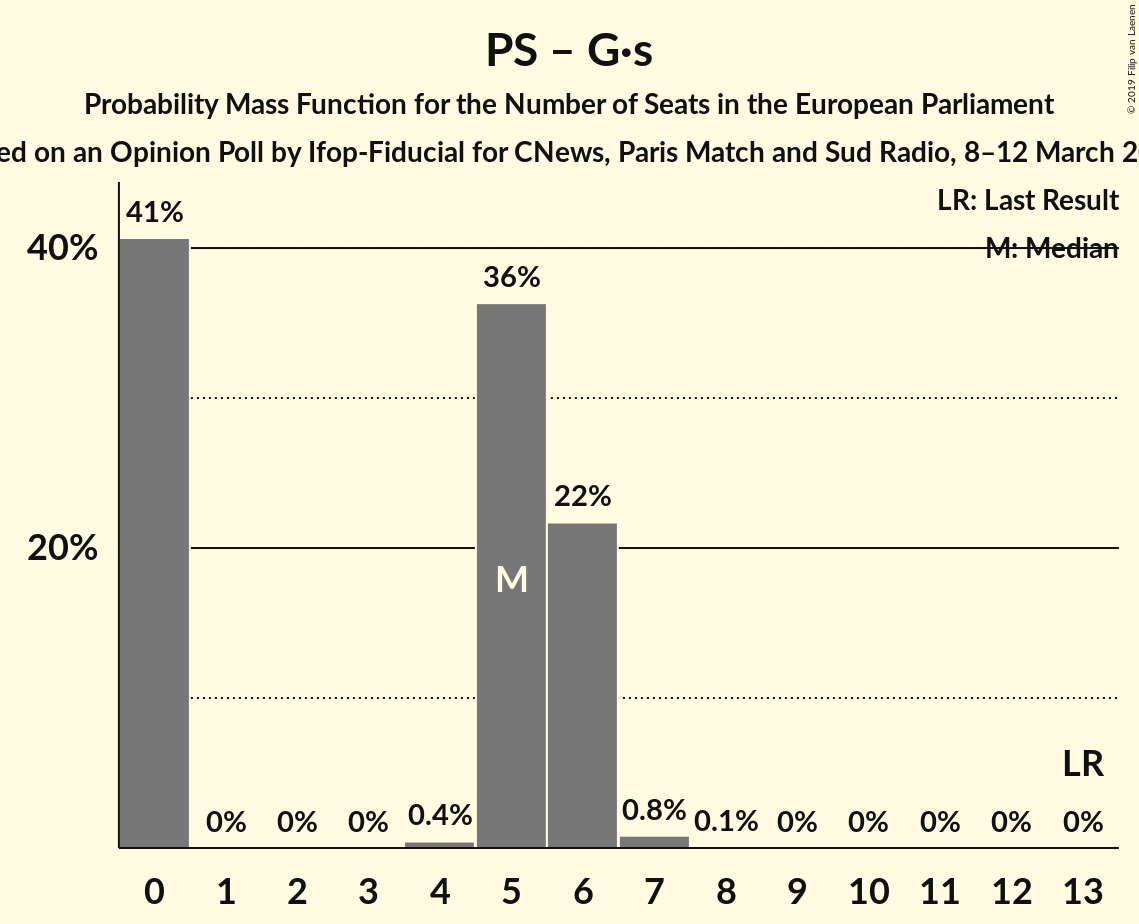 PS – G·s
Probability Mass Function for the Number of Seats in the European Parliament
on an Opinion Poll by Ifop-Fiducial for CNews, Paris Match and Sud Radio, 8–12 March
© 2019 Filip van Laenen
LR: Last Result
M: Median
40%
20%
41%
0%
0%
0%
0.4%
36%
M
22%
0.8%
0.1%
0%
0%
0%
0%
LR
0%
0 1 2 3 4 5 6 7 8 9 10 11 12 13